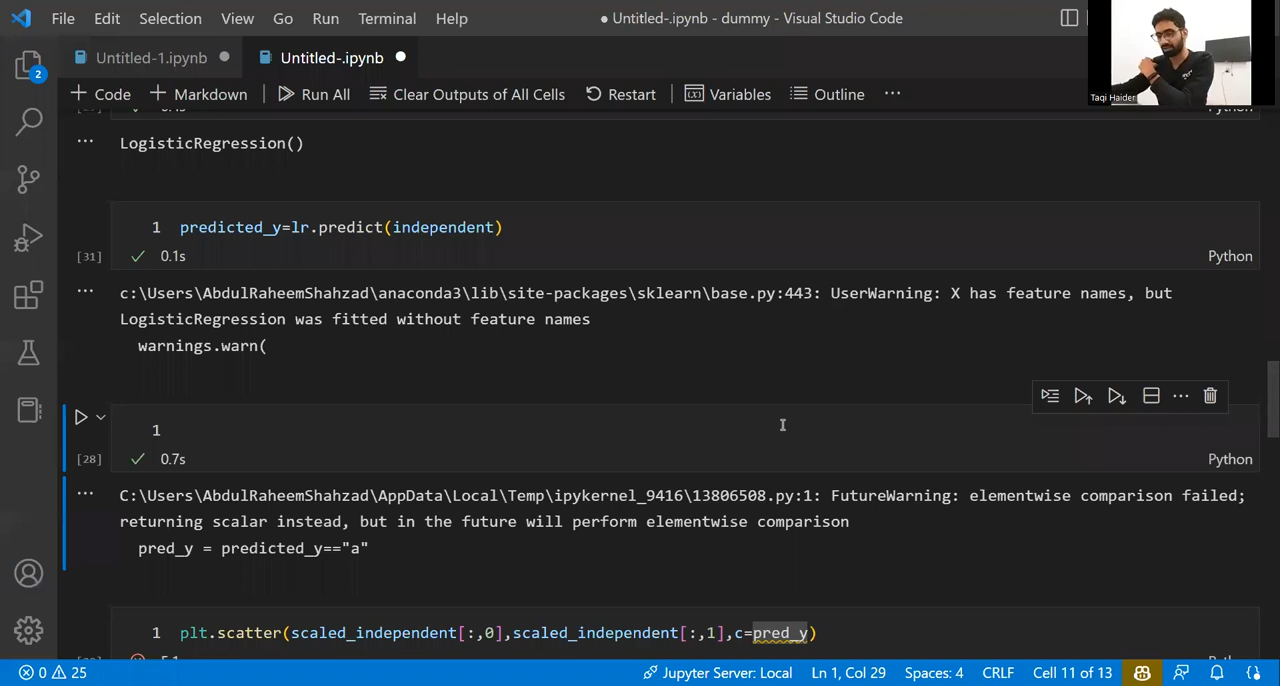 File Edit Selection View Go Run Terminal Help
● Untitled-.ipynb - dummy - Visual Studio Code
Taqi Haider
Untitled-1.ipynb ● Untitled-.ipynb ●
+ Code + Markdown Run All Clear Outputs of All Cells Restart Variables Outline ...
2
... LogisticRegression()
1 predicted_y=lr.predict(independent)
[31] 0.1s Python
... c:\Users\AbdulRaheemShahzad\anaconda3\lib\site-packages\sklearn\base.py:443: UserWarning: X has feature names, but
LogisticRegression was fitted without feature names
warnings.warn(
1
[28] 0.7s Python
... C:\Users\AbdulRaheemShahzad\AppData\Local\Temp\ipykernel_9416\13806508.py:1: FutureWarning: elementwise comparison failed;
returning scalar instead, but in the future will perform elementwise comparison
pred_y = predicted_y=="a"
1 plt.scatter(scaled_independent[:,0],scaled_independent[:,1],c=pred_y)
0 25 Jupyter Server: Local Ln 1, Col 29 Spaces: 4 CRLF Cell 11 of 13